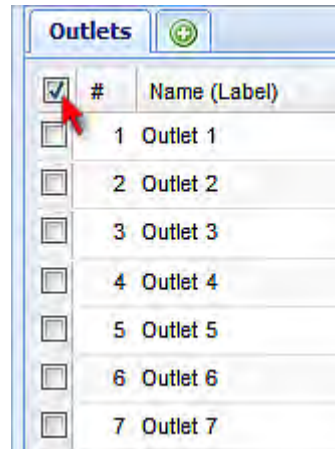 Outlets
# Name (Label)
1 Outlet 1
2 Outlet 2
3 Outlet 3
4 Outlet 4
5 Outlet 5
6 Outlet 6
7 Outlet 7